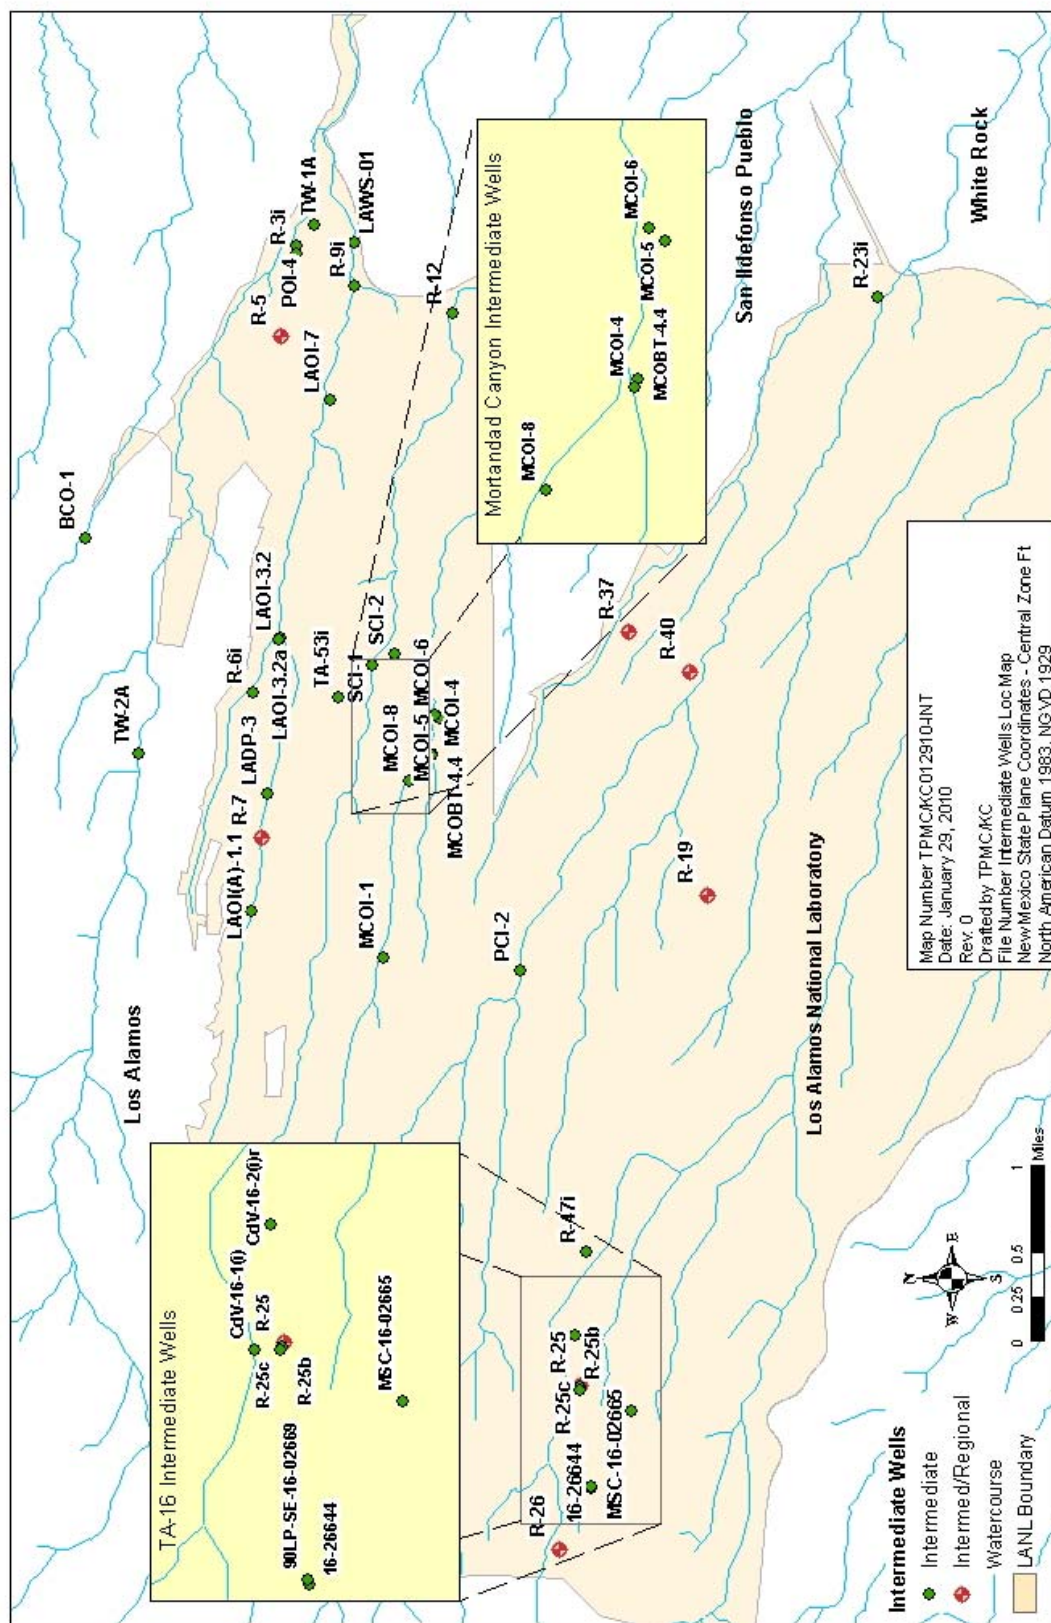 BCO-1
TW-2A
Los Alamos
R-5
R-3i
POI-4
TW-1A
R-9i
LAWS-01
LAOI-7
R-12
R-6i
LAOI-3.2
LAOI-3.2a
LADP-3
R-7
LAOI(A)-1.1
TA-53i
SCI-1
SCI-2
MCOI-8
MCOI-5
MCOI-6
MCOI-4
MCOBT-4.4
MCOI-1
PCI-2
Mortandad Canyon Intermediate Wells
MCOI-8
MCOI-4
MCOBT-4.4
MCOI-5
MCOI-6
San Ildefonso Pueblo
White Rock
R-23i
R-37
R-40
R-19
Los Alamos National Laboratory
TA-16 Intermediate Wells
CdV-16-1(i)
CdV-16-2(i)r
R-25
R-25c
R-25b
90LP-SE-16-02669
16-26644
MSC-16-02665
R-47i
R-26
R-25c
R-25
R-25b
16-26644
MSC-16-02665
Intermediate Wells
Intermediate
Intermed/Regional
Watercourse
LANL Boundary
N
W
E
S
0 0.25 0.5 1
Miles
Map Number TPMC/KC012910-INT
Date: January 29, 2010
Rev. 0
Drafted by TPMC/KC
File Number Intermediate Wells Loc Map
New Mexico State Plane Coordinates - Central Zone Ft
North American Datum 1983, NGVD 1929